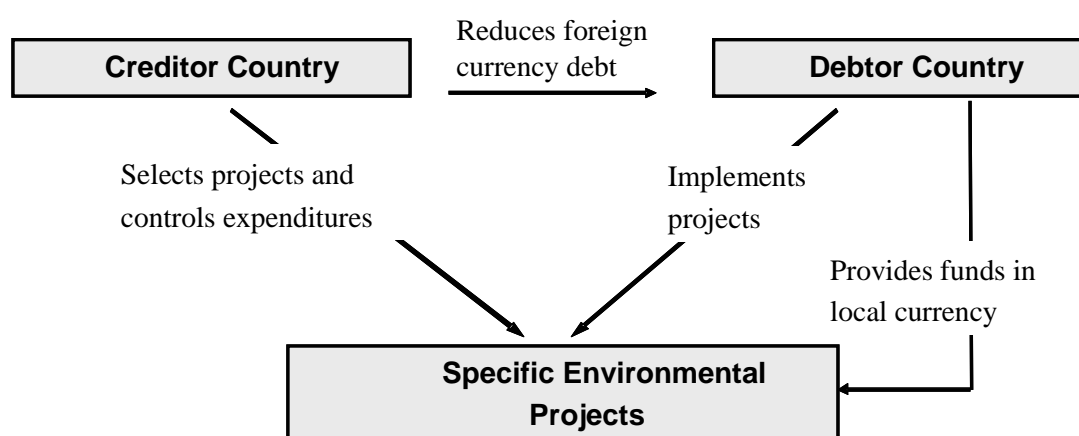 Reduces foreign
currency debt
Creditor Country
Debtor Country
Selects projects and
controls expenditures
Implements
projects
Provides funds in
local currency
Specific Environmental
Projects